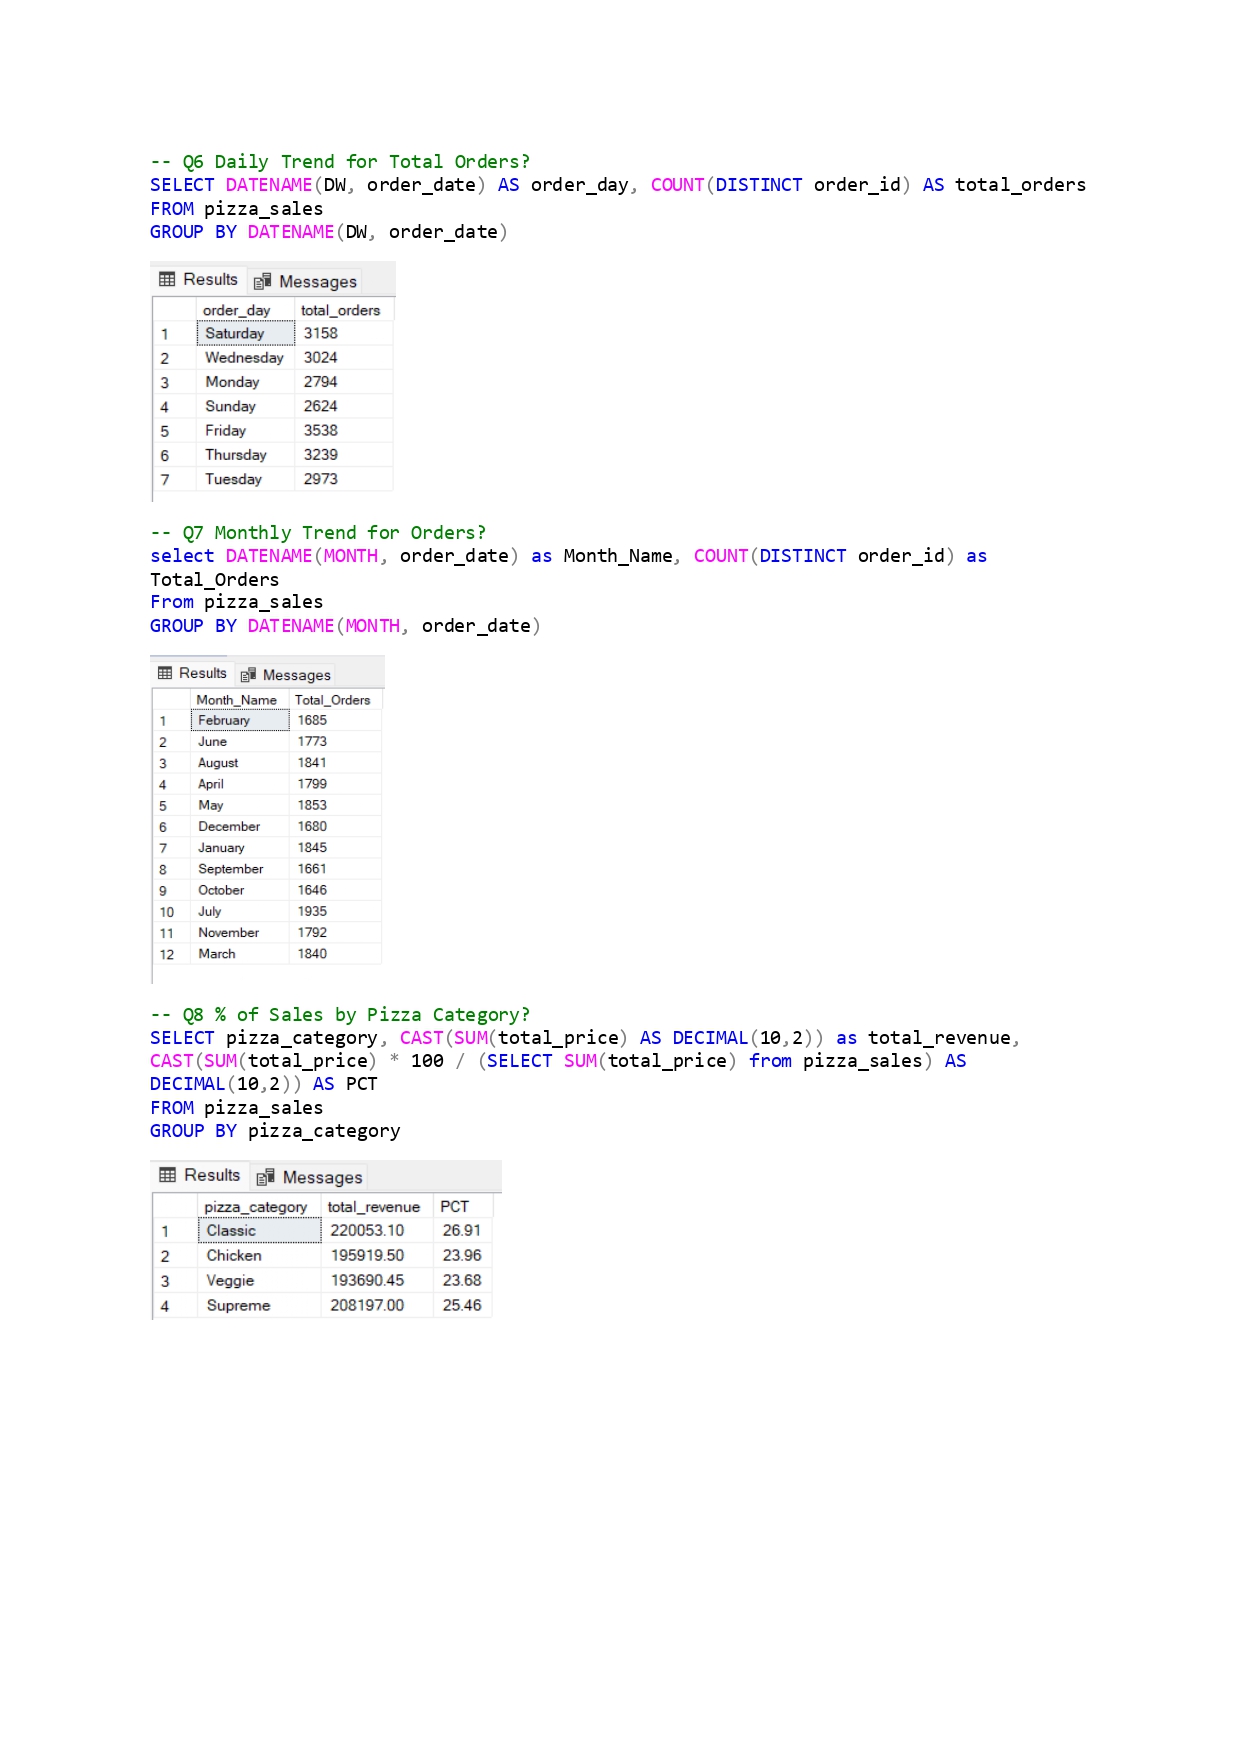 -- Q6 Daily Trend for Total Orders?
SELECT DATENAME(DW, order_date) AS order_day, COUNT(DISTINCT order_id) AS total_orders
FROM pizza_sales
GROUP BY DATENAME(DW, order_date)
Results Messages
order_day total_orders
1 Saturday 3158
2 Wednesday 3024
3 Monday 2794
4 Sunday 2624
5 Friday 3538
6 Thursday 3239
7 Tuesday 2973
-- Q7 Monthly Trend for Orders?
select DATENAME(MONTH, order_date) as Month_Name, COUNT(DISTINCT order_id) as
Total_Orders
From pizza_sales
GROUP BY DATENAME(MONTH, order_date)
Results Messages
Month_Name Total_Orders
1 February 1685
2 June 1773
3 August 1841
4 April 1799
5 May 1853
6 December 1680
7 January 1845
8 September 1661
9 October 1646
10 July 1935
11 November 1792
12 March 1840
-- Q8 % of Sales by Pizza Category?
SELECT pizza_category, CAST(SUM(total_price) AS DECIMAL(10,2)) as total_revenue,
CAST(SUM(total_price) * 100 / (SELECT SUM(total_price) from pizza_sales) AS
DECIMAL(10,2)) AS PCT
FROM pizza_sales
GROUP BY pizza_category
Results Messages
pizza_category total_revenue PCT
1 Classic 220053.10 26.91
2 Chicken 195919.50 23.96
3 Veggie 193690.45 23.68
4 Supreme 208197.00 25.46